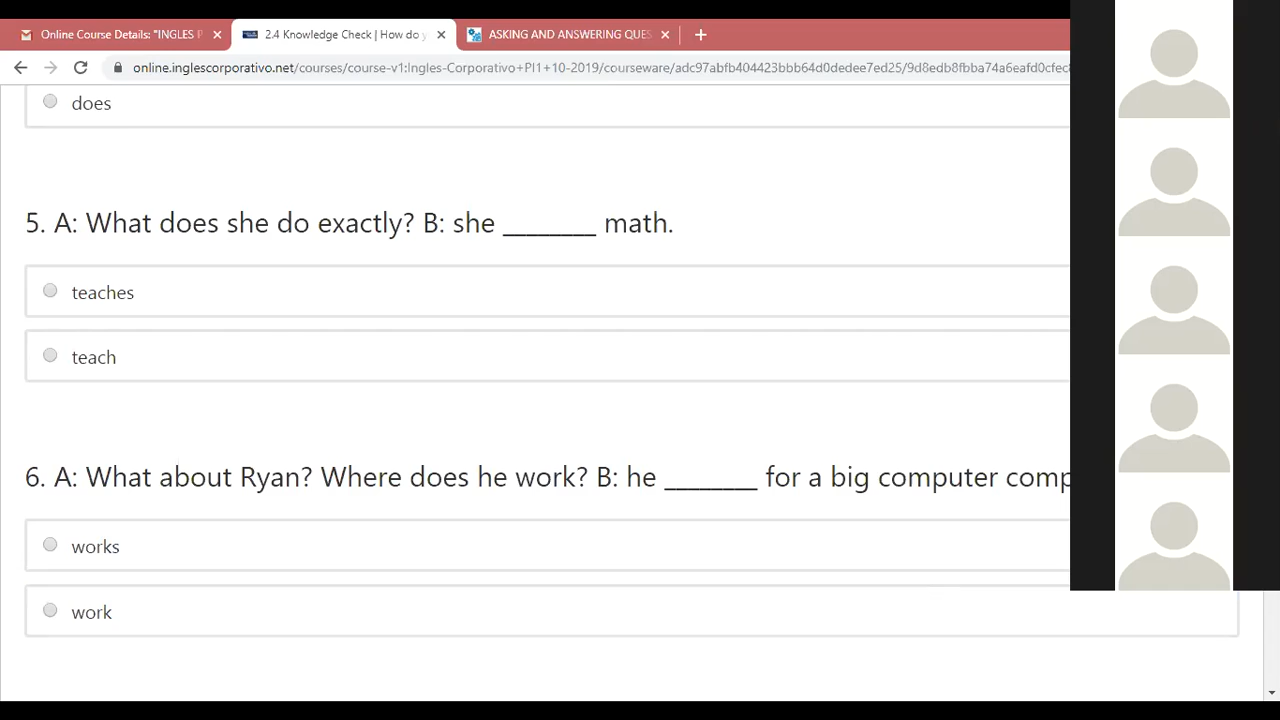 Online Course Details: "INGLES P
2.4 Knowledge Check | How do y
ASKING AND ANSWERING QUES
online.inglescorporativo.net/courses/course-v1:Ingles-Corporativo+PI1+10-2019/courseware/adc97abfb404423bbb64d0dedee7ed25/9d8edb8fbba74a6eafd0cfec8
does
5. A: What does she do exactly? B: she ________ math.
teaches
teach
6. A: What about Ryan? Where does he work? B: he ________ for a big computer comp
works
work